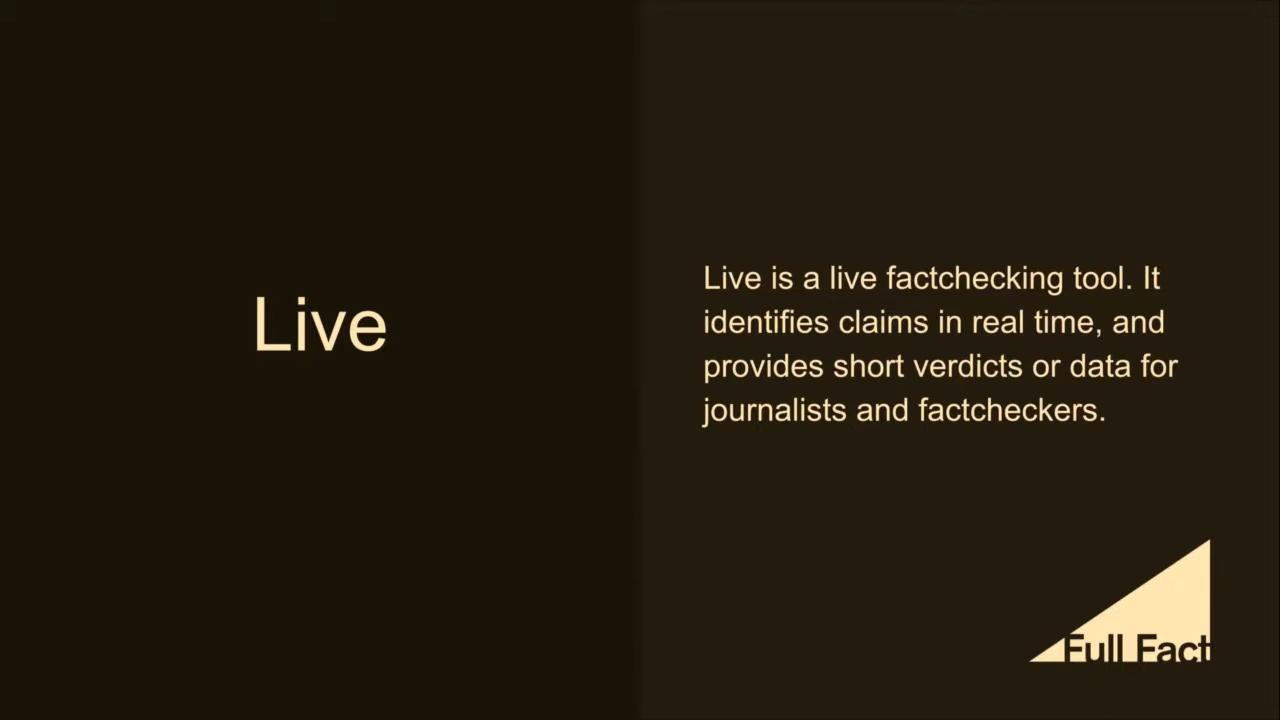 Live
Live is a live factchecking tool. It
identifies claims in real time, and
provides short verdicts or data for
journalists and factcheckers.
Full Fact